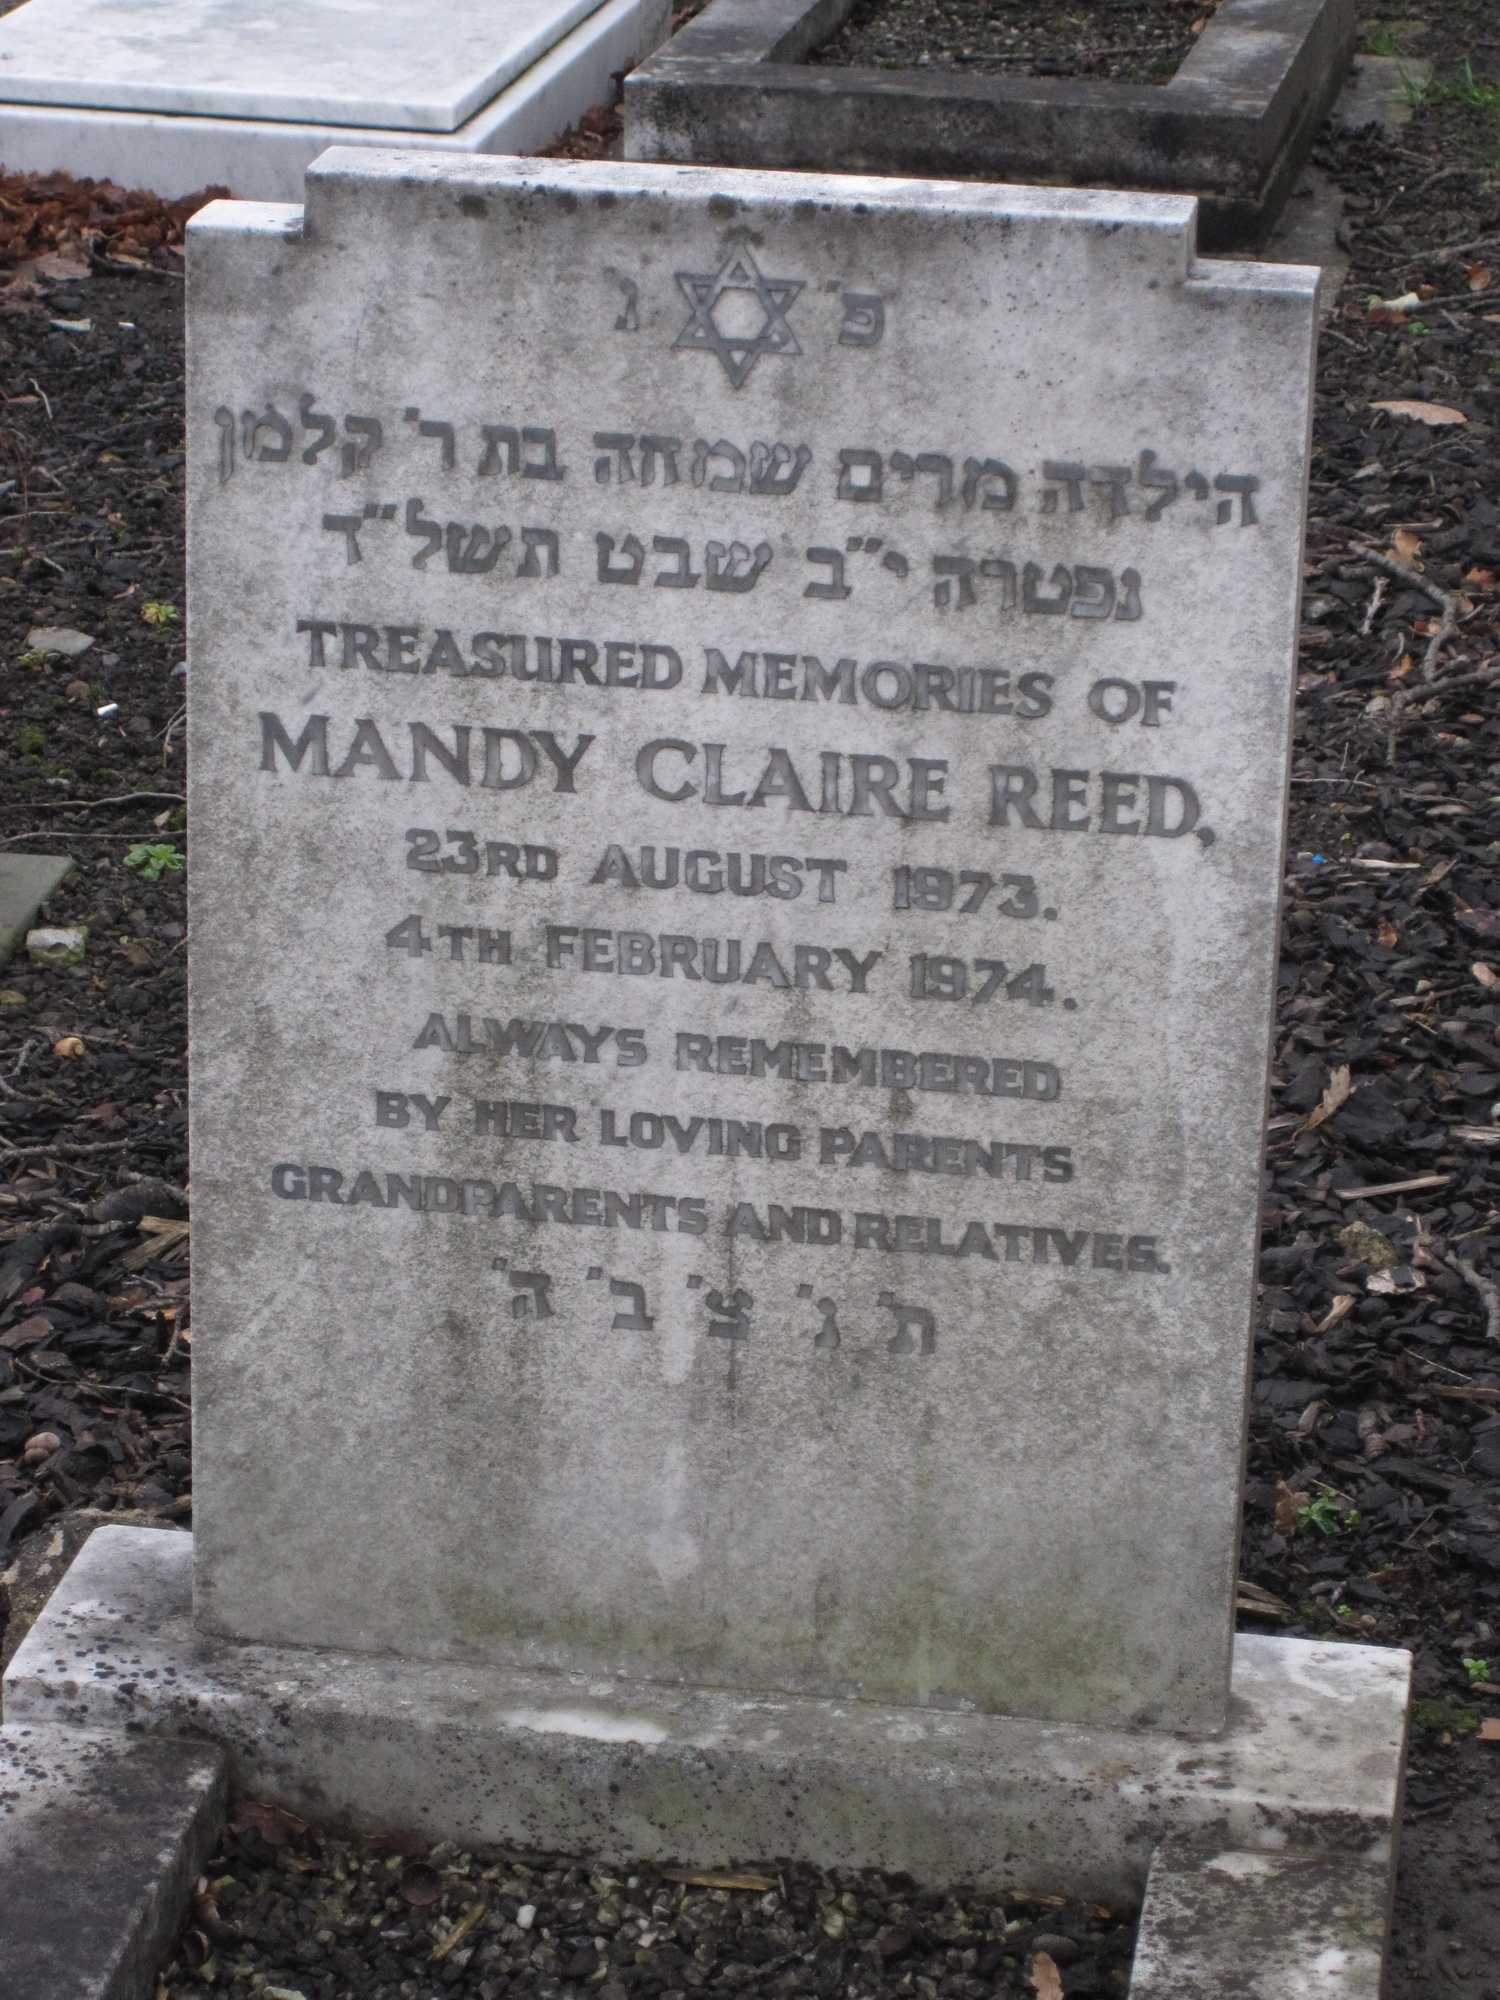 פ' נ
הילדה מרים שמחה בת ר' קלמן
נפטרה י"ב שבט תשל"ד
TREASURED MEMORIES OF
MANDY CLAIRE REED,
23RD AUGUST 1973.
4TH FEBRUARY 1974.
ALWAYS REMEMBERED
BY HER LOVING PARENTS
GRANDPARENTS AND RELATIVES.
ת' נ' צ' ב' ה'